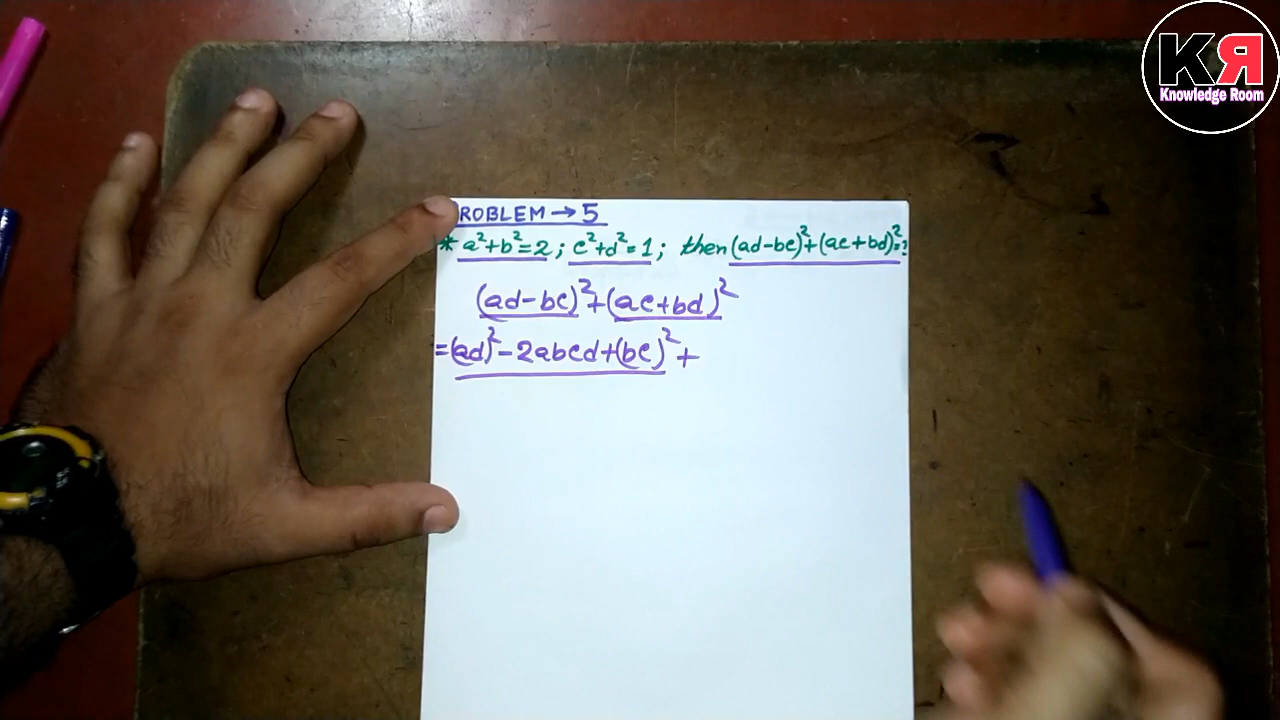 KЯ
Knowledge Room
ROBLEM → 5
* a²+b²=2; c²+d²=1; then (ad-bc)²+(ac+bd)²=?
(ad-bc)²+(ac+bd)²
=(ad)²-2abcd+(bc)²+